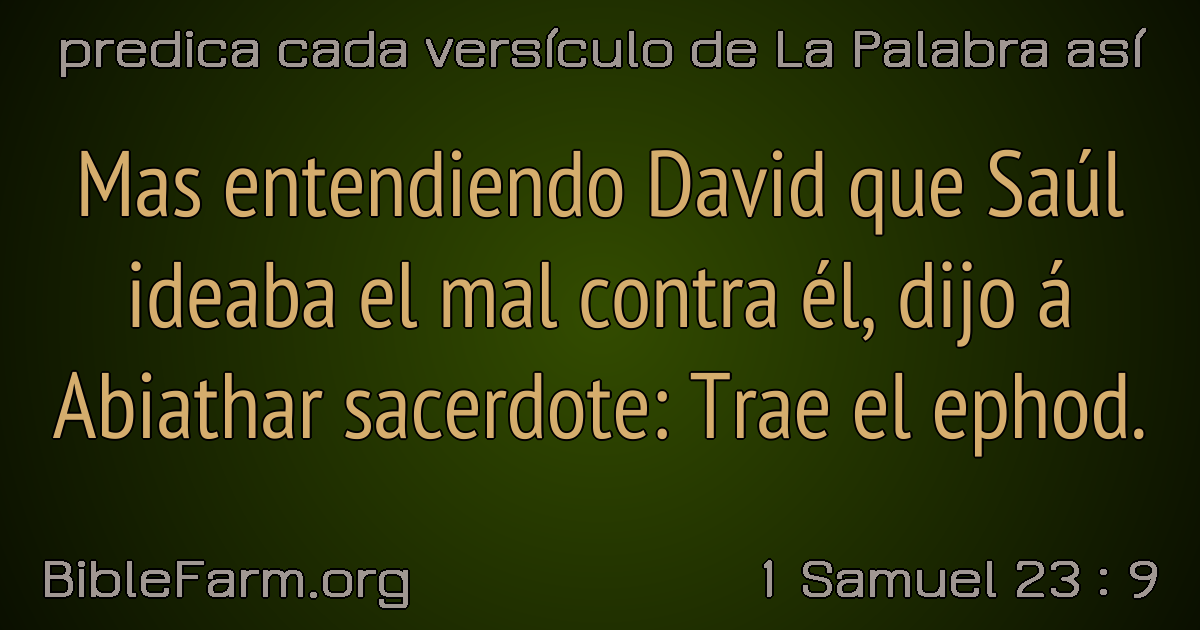 predica cada versículo de La Palabra así
Mas entendiendo David que Saúl
ideaba el mal contra él, dijo á
Abiathar sacerdote: Trae el ephod.
BibleFarm.org
1 Samuel 23 : 9